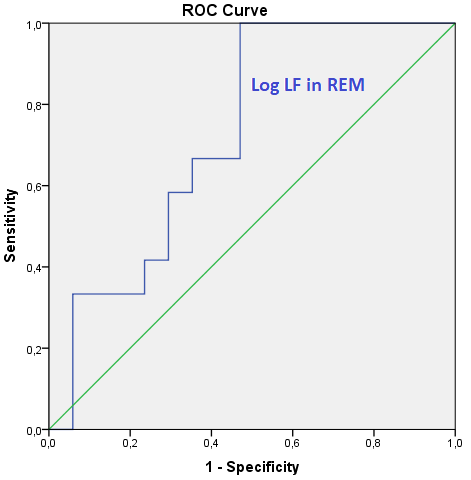 ROC Curve
1,0
0,8
0,6
0,4
0,2
0,0
Sensitivity
Log LF in REM
0,0 0,2 0,4 0,6 0,8 1,0
1 - Specificity